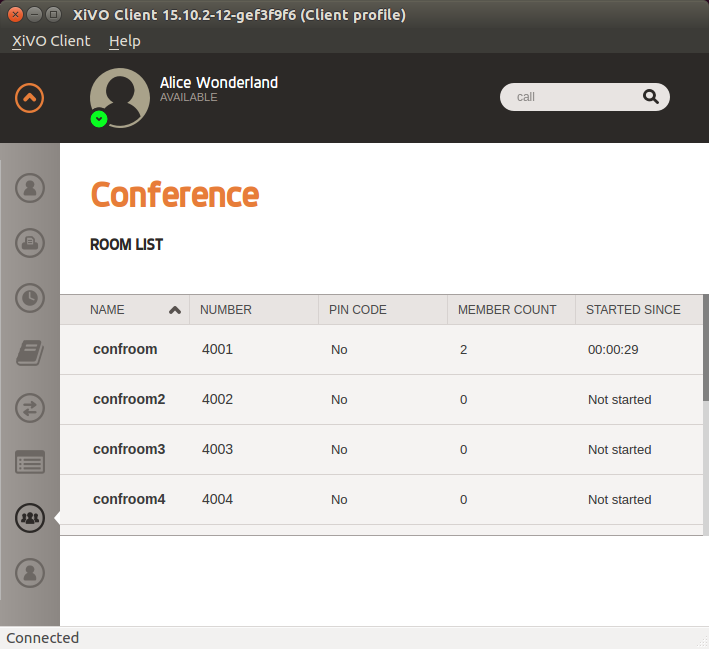 XiVO Client 15.10.2-12-gef3f9f6 (Client profile)
XiVO Client Help
Alice Wonderland
AVAILABLE
call
Conference
ROOM LIST
NAME NUMBER PIN CODE MEMBER COUNT STARTED SINCE
confroom 4001 No 2 00:00:29
confroom2 4002 No 0 Not started
confroom3 4003 No 0 Not started
confroom4 4004 No 0 Not started
Connected